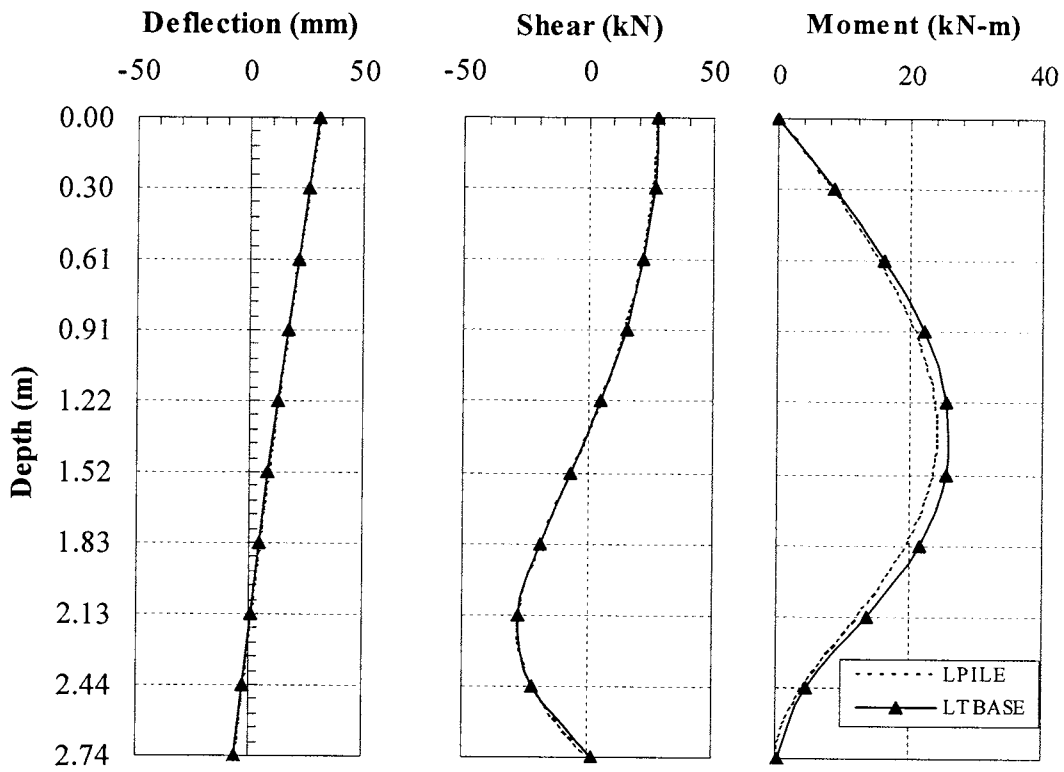 Deflection (mm) Shear (kN) Moment (kN-m)
-50 0 50 -50 0 50 0 20 40
0.00
0.30
0.61
0.91
1.22
1.52
1.83
2.13
2.44
2.74
Depth (m)
LPILE
LTBASE